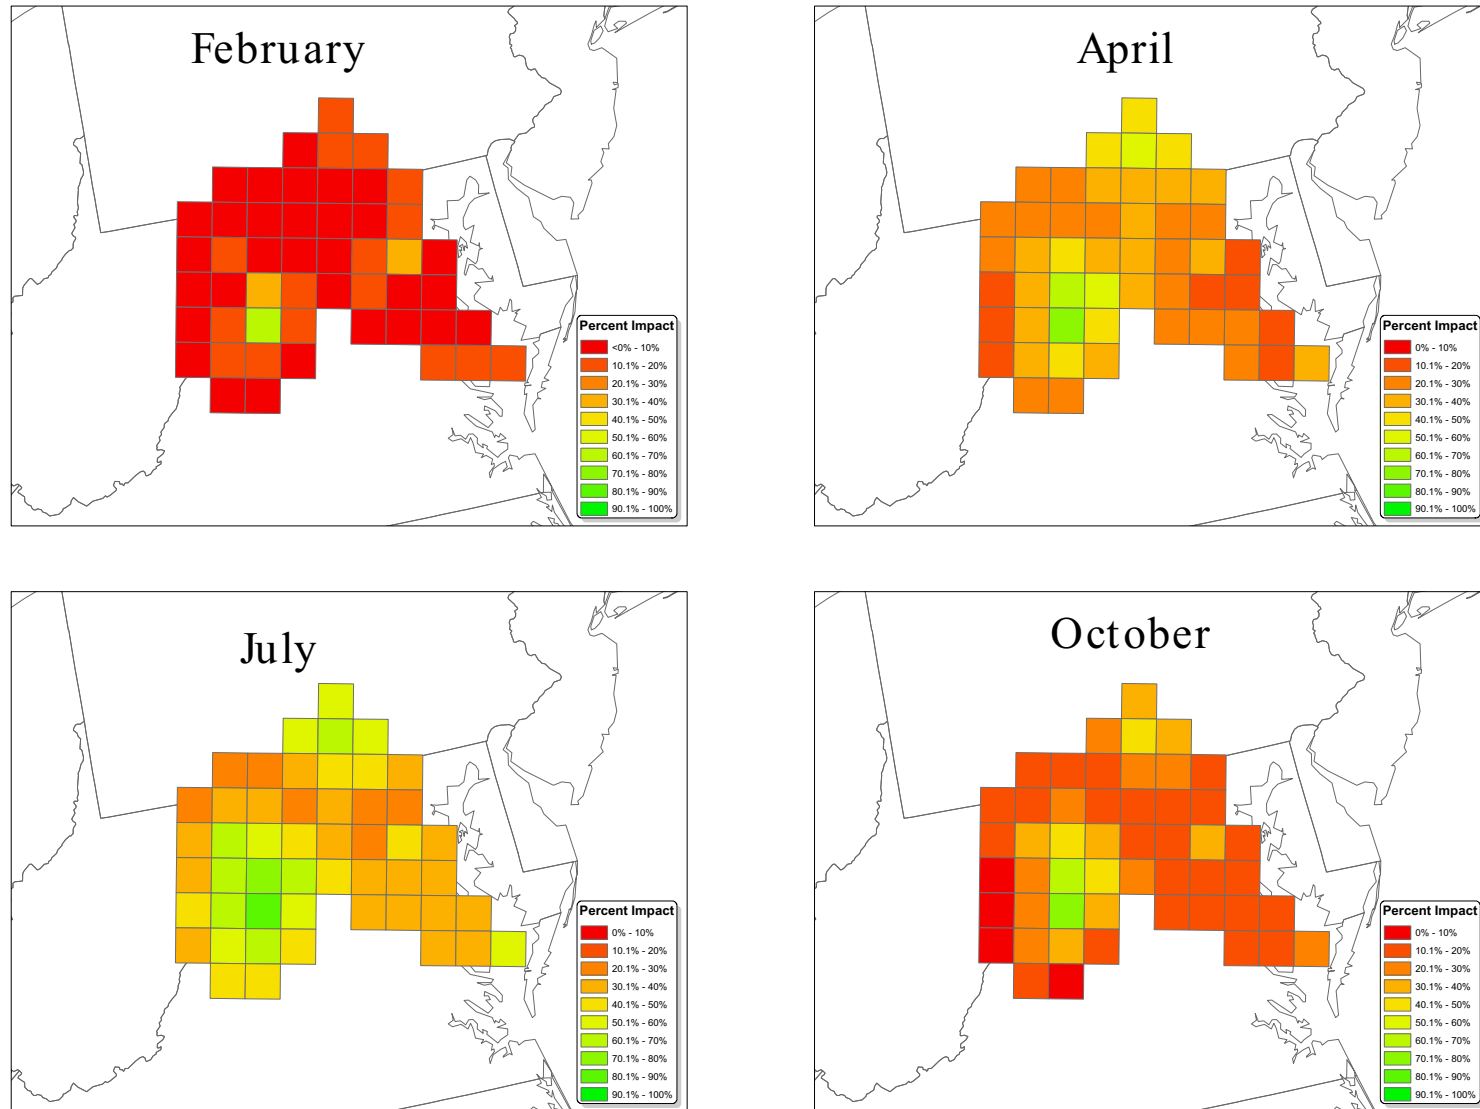 February
Percent Impact
<0% - 10%
10.1% - 20%
20.1% - 30%
30.1% - 40%
40.1% - 50%
50.1% - 60%
60.1% - 70%
70.1% - 80%
80.1% - 90%
90.1% - 100%
April
Percent Impact
0% - 10%
10.1% - 20%
20.1% - 30%
30.1% - 40%
40.1% - 50%
50.1% - 60%
60.1% - 70%
70.1% - 80%
80.1% - 90%
90.1% - 100%
July
Percent Impact
0% - 10%
10.1% - 20%
20.1% - 30%
30.1% - 40%
40.1% - 50%
50.1% - 60%
60.1% - 70%
70.1% - 80%
80.1% - 90%
90.1% - 100%
October
Percent Impact
0% - 10%
10.1% - 20%
20.1% - 30%
30.1% - 40%
40.1% - 50%
50.1% - 60%
60.1% - 70%
70.1% - 80%
80.1% - 90%
90.1% - 100%